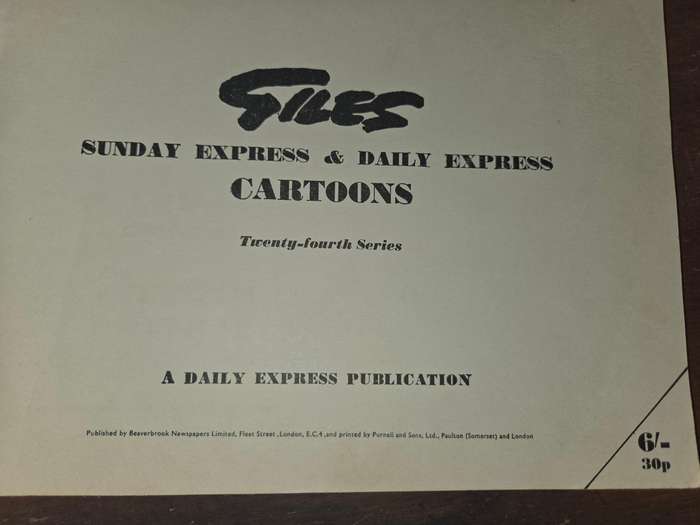 GILES
SUNDAY EXPRESS & DAILY EXPRESS
CARTOONS
Twenty-fourth Series
A DAILY EXPRESS PUBLICATION
Published by Beaverbrook Newspapers Limited, Fleet Street, London, E.C.4, and printed by Purnell and Sons, Ltd., Paulton (Somerset) and London
6/-
30p